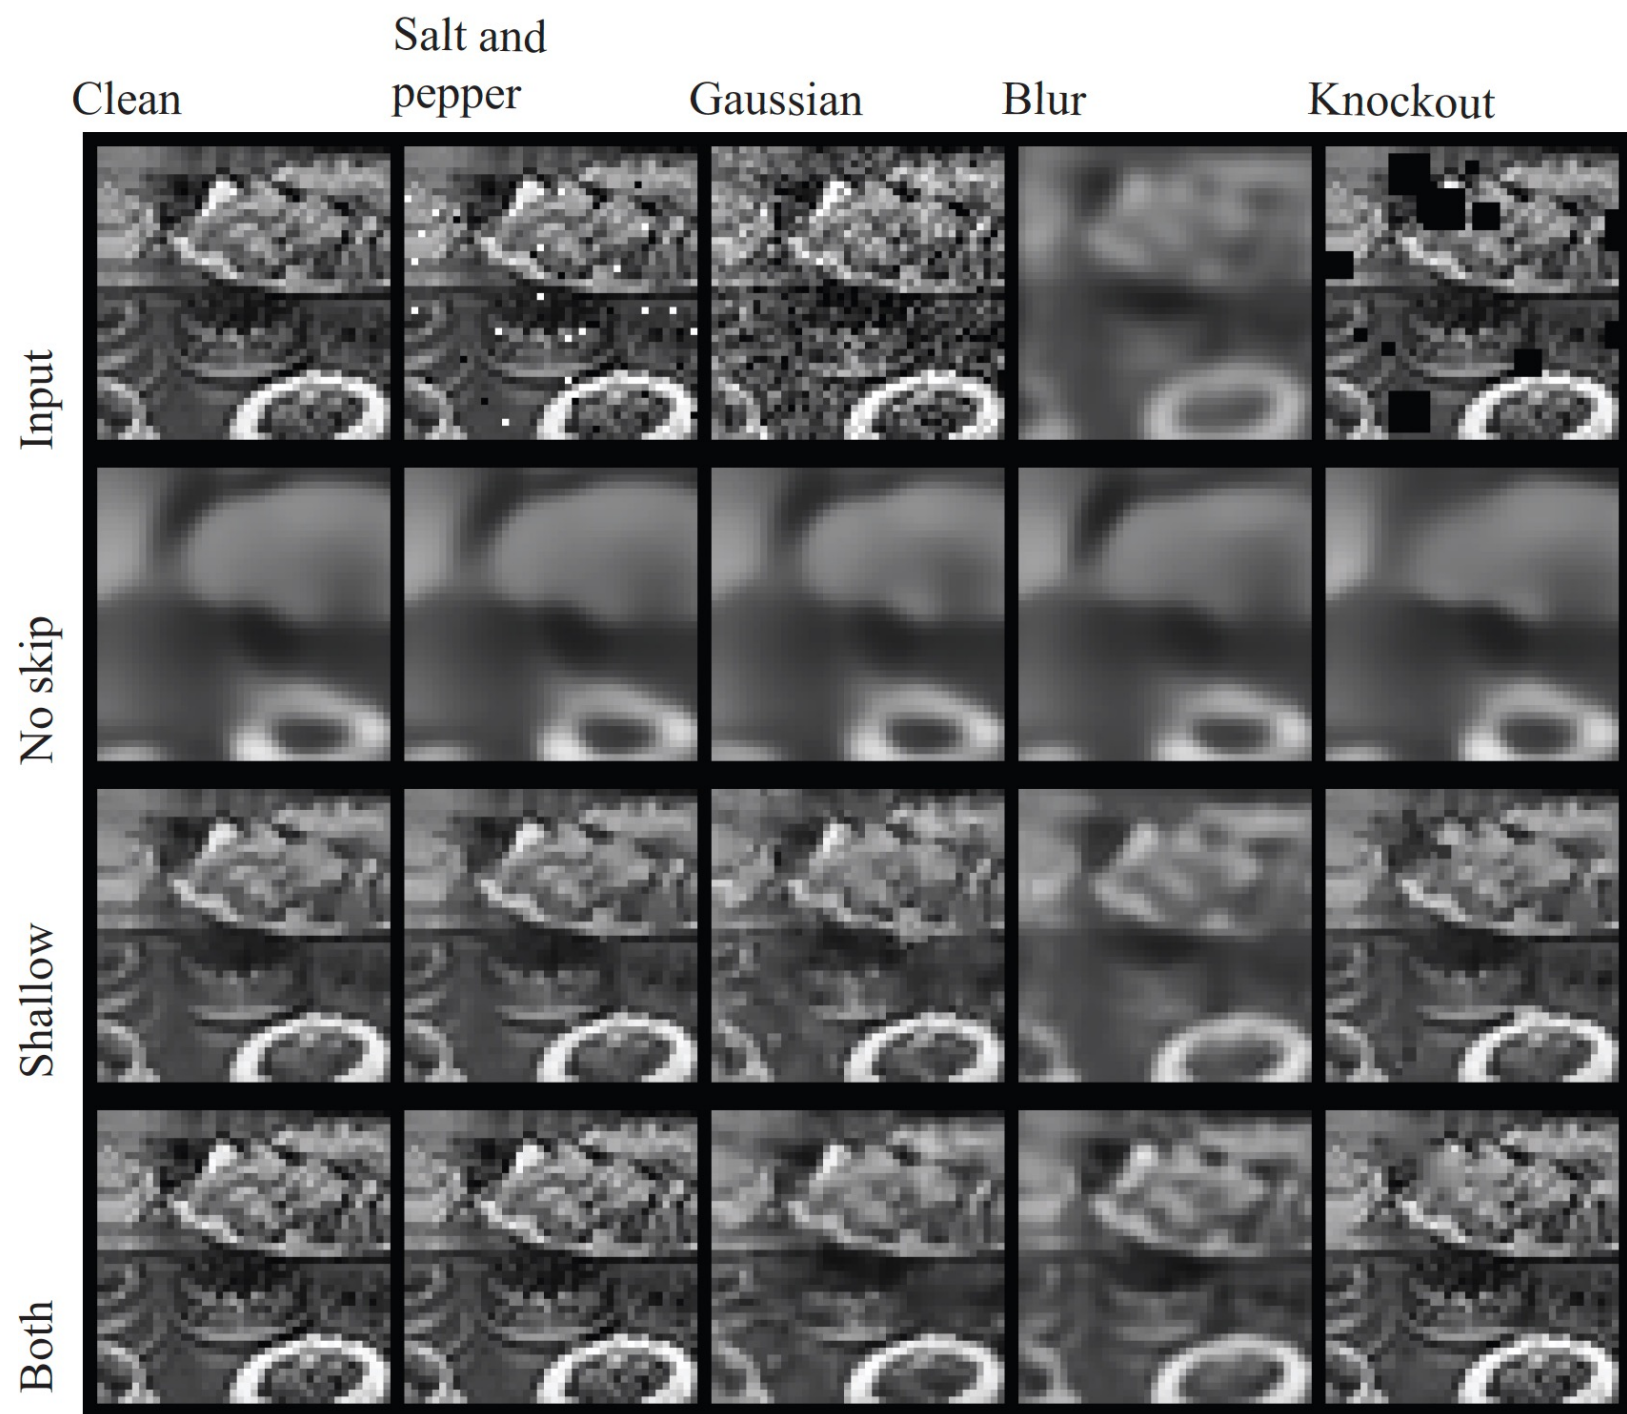 Salt and
pepper
Clean
Gaussian
Blur
Knockout
Input
No skip
Shallow
Both